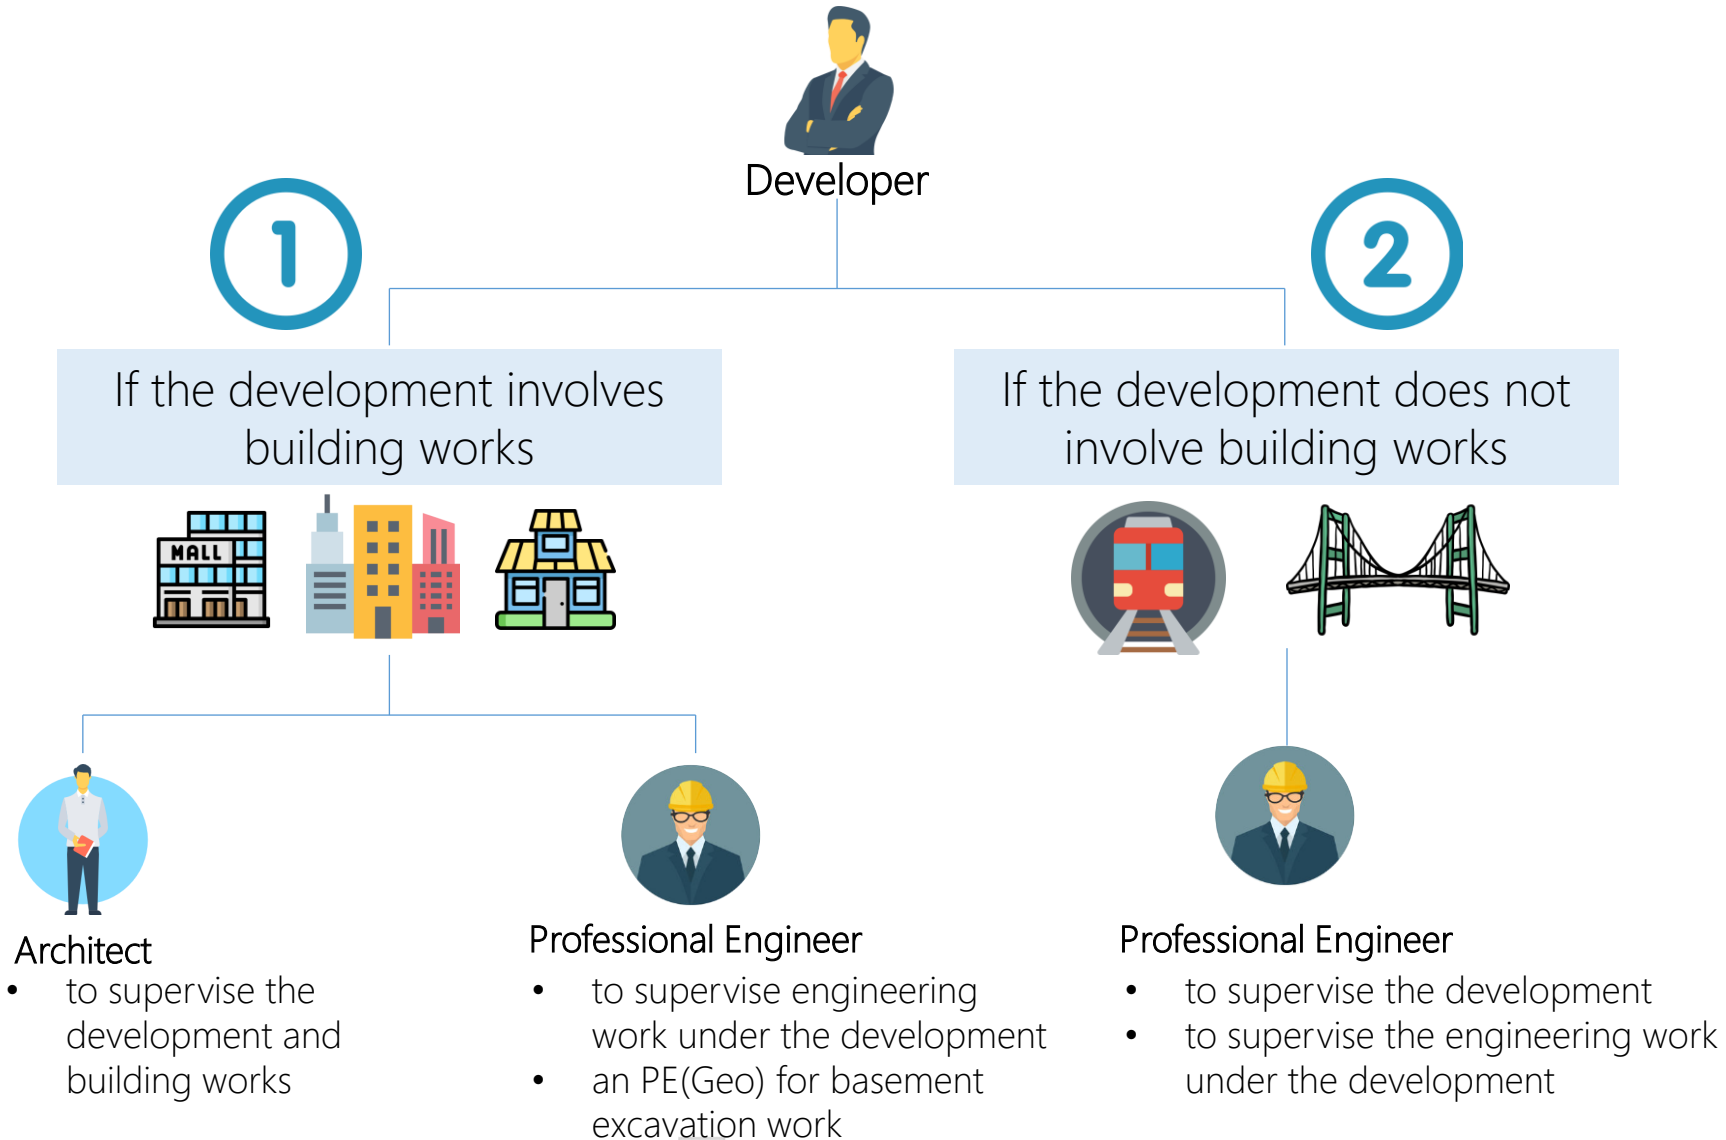 Developer
1
2
If the development involves
building works
If the development does not
involve building works
MALL
Architect
• to supervise the
development and
building works
Professional Engineer
• to supervise engineering
work under the development
• an PE(Geo) for basement
excavation work
Professional Engineer
• to supervise the development
• to supervise the engineering work
under the development